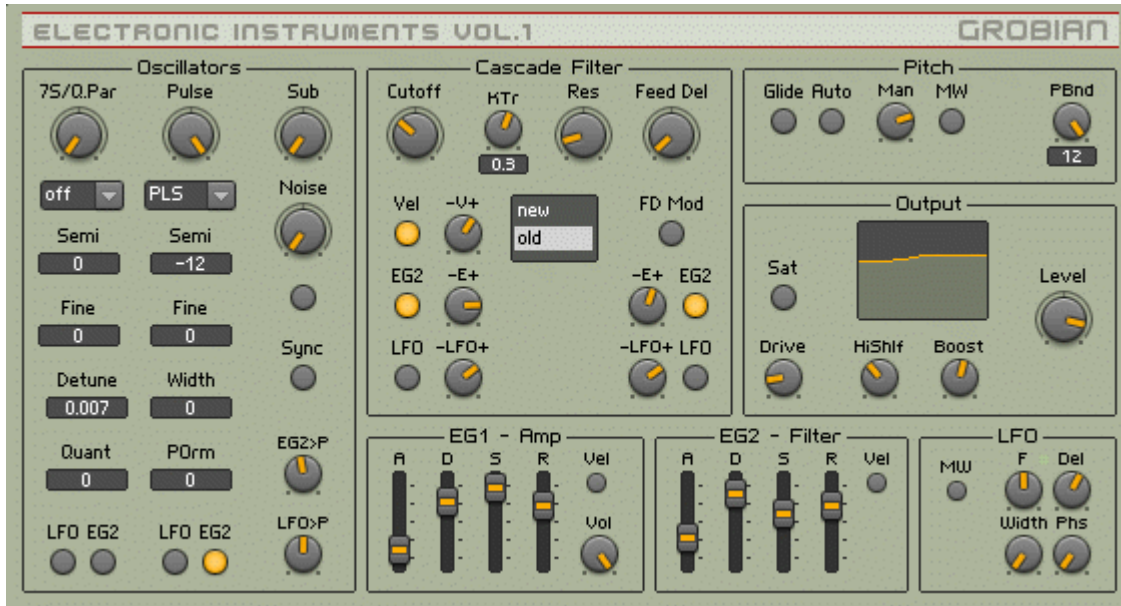 ELECTRONIC INSTRUMENTS VOL.1 GROBIAN
Oscillators
7S/Q.Par Pulse Sub
off PLS Noise
Semi Semi
0 -12
Fine Fine
0 0
Sync
Detune Width
0.007 0
Quant POrm
0 0
EG2>P
LFO>P
LFO EG2 LFO EG2
Cascade Filter
Cutoff KTr Res Feed Del
0.3
Vel -V+ new FD Mod
old
EG2 -E+ -E+ EG2
LFO -LFO+ -LFO+ LFO
Pitch
Glide Auto Man MW PBnd
12
Output
Sat Level
Drive HiShlf Boost
EG1 - Amp
A D S R Vel
Vol
EG2 - Filter
A D S R Vel
LFO
MW F Del
Width Phs